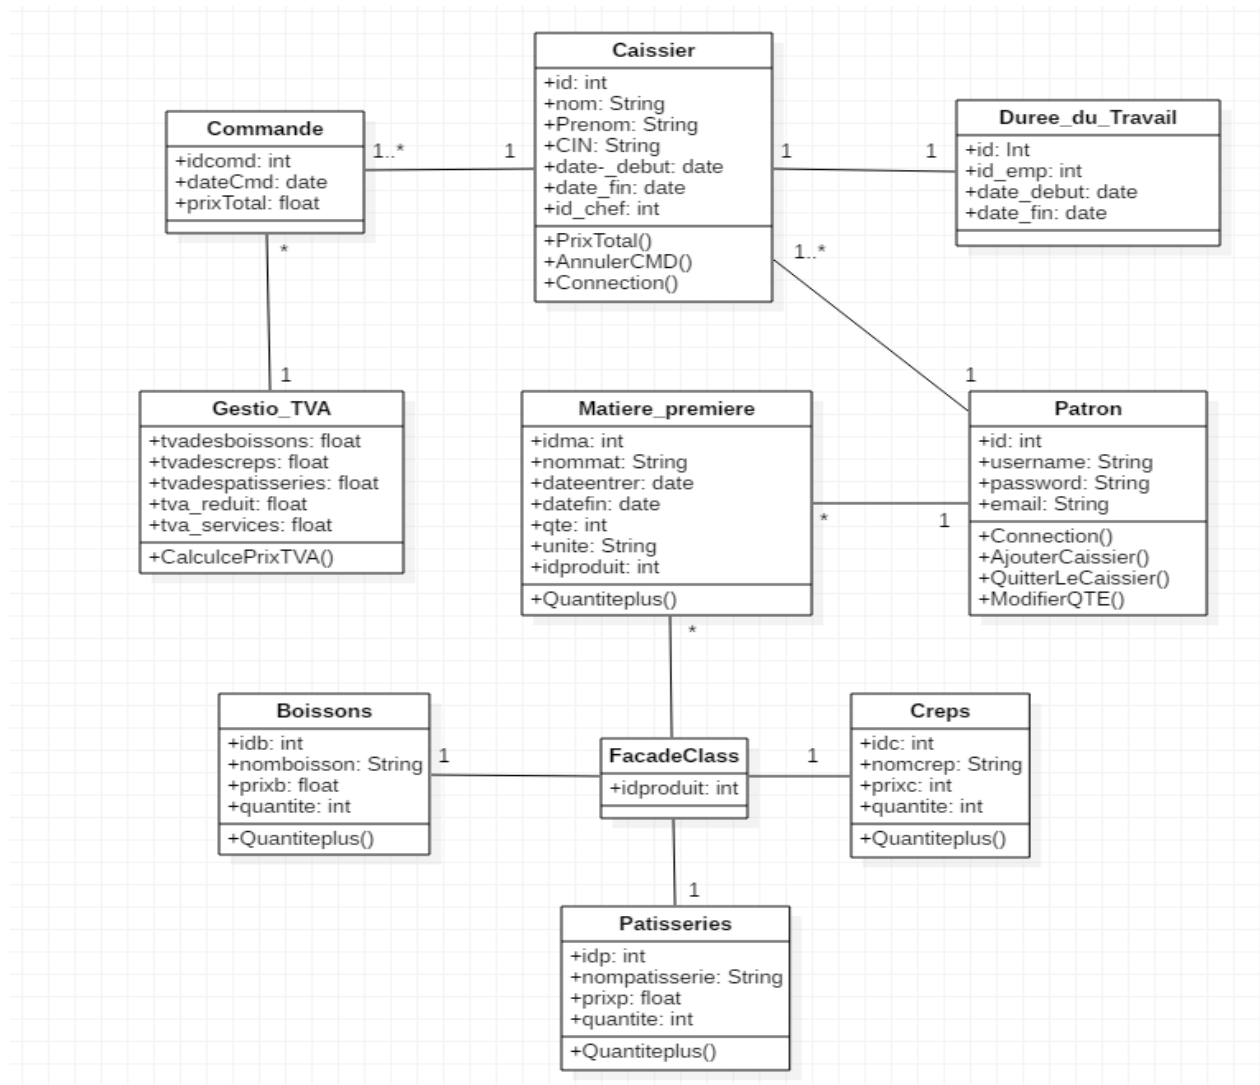 Caissier
+id: int
+nom: String
+Prenom: String
+CIN: String
+date-_debut: date
+date_fin: date
+id_chef: int
+PrixTotal()
+AnnulerCMD()
+Connection()
Commande
+idcomd: int
+dateCmd: date
+prixTotal: float
1..*
1
1
1
Duree_du_Travail
+id: Int
+id_emp: int
+date_debut: date
+date_fin: date
*
1
1..*
1
Gestio_TVA
+tvadesboissons: float
+tvadescreps: float
+tvadespatisseries: float
+tva_reduit: float
+tva_services: float
+CalculcePrixTVA()
Matiere_premiere
+idma: int
+nommat: String
+dateentrer: date
+datefin: date
+qte: int
+unite: String
+idproduit: int
+Quantiteplus()
*
1
Patron
+id: int
+username: String
+password: String
+email: String
+Connection()
+AjouterCaissier()
+QuitterLeCaissier()
+ModifierQTE()
*
Boissons
+idb: int
+nomboisson: String
+prixb: float
+quantite: int
+Quantiteplus()
1
FacadeClass
+idproduit: int
1
Creps
+idc: int
+nomcrep: String
+prixc: int
+quantite: int
+Quantiteplus()
1
Patisseries
+idp: int
+nompatisserie: String
+prixp: float
+quantite: int
+Quantiteplus()